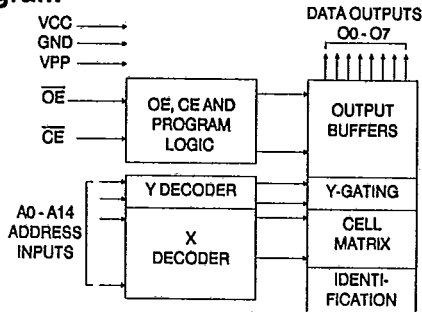 DATA OUTPUTS
O0 - O7
VCC
GND
VPP
OE
CE
OE, CE AND
PROGRAM
LOGIC
OUTPUT
BUFFERS
A0 - A14
ADDRESS
INPUTS
Y DECODER
X
DECODER
Y-GATING
CELL
MATRIX
IDENTI-
FICATION